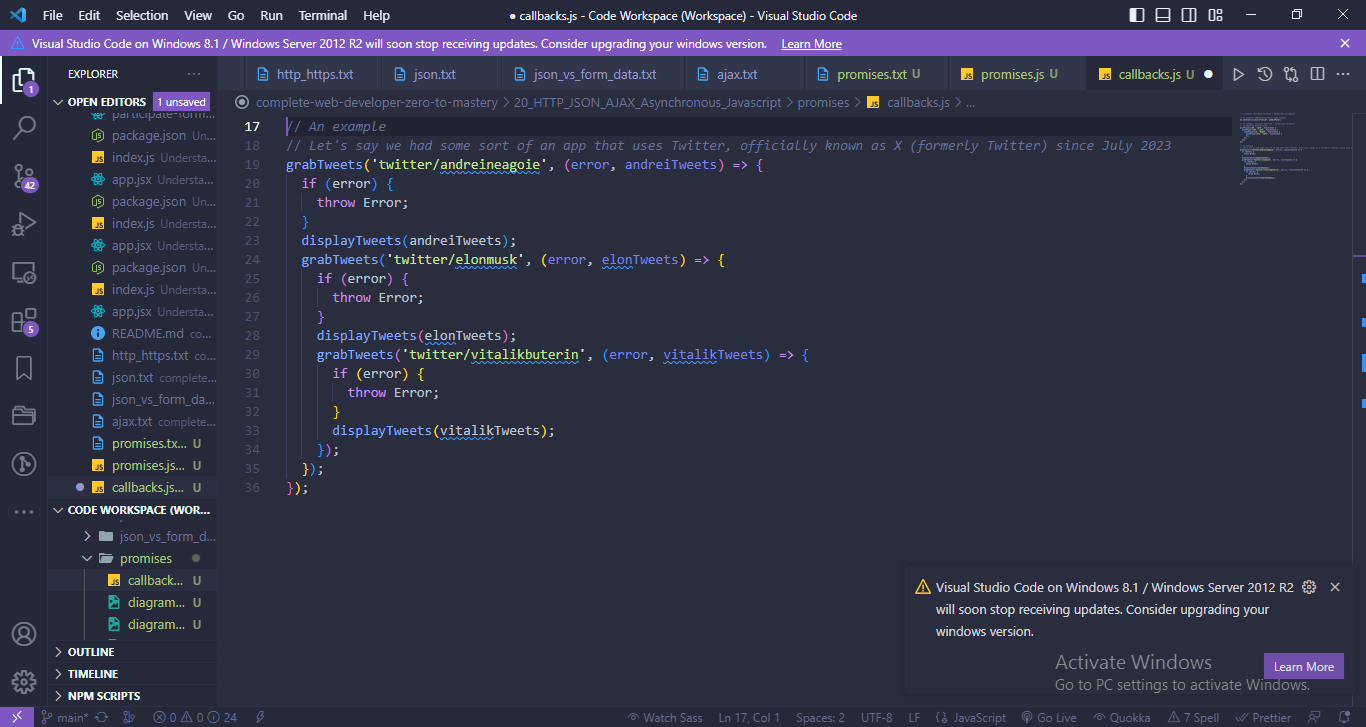 File Edit Selection View Go Run Terminal Help
● callbacks.js - Code Workspace (Workspace) - Visual Studio Code
Visual Studio Code on Windows 8.1 / Windows Server 2012 R2 will soon stop receiving updates. Consider upgrading your windows version. Learn More
EXPLORER
http_https.txt json.txt json_vs_form_data.txt ajax.txt promises.txt U promises.js U callbacks.js U
OPEN EDITORS 1 unsaved
complete-web-developer-zero-to-mastery > 20_HTTP_JSON_AJAX_Asynchronous_Javascript > promises > JS callbacks.js > ...
participate-form...
package.json Un...
index.js Understa...
app.jsx Understa...
package.json Un...
index.js Understa...
app.jsx Understa...
package.json Un...
index.js Understa...
app.jsx Understa...
README.md co...
http_https.txt co...
json.txt complete...
json_vs_form_da...
ajax.txt complete...
promises.tx... U
promises.js... U
callbacks.js... U
CODE WORKSPACE (WOR...
json_vs_form_d...
promises
callback... U
diagram... U
diagram... U
OUTLINE
TIMELINE
NPM SCRIPTS
1
42
5
17 // An example
18 // Let's say we had some sort of an app that uses Twitter, officially known as X (formerly Twitter) since July 2023
19 grabTweets('twitter/andreineagoie', (error, andreiTweets) => {
20 if (error) {
21 throw Error;
22 }
23 displayTweets(andreiTweets);
24 grabTweets('twitter/elonmusk', (error, elonTweets) => {
25 if (error) {
26 throw Error;
27 }
28 displayTweets(elonTweets);
29 grabTweets('twitter/vitalikbuterin', (error, vitalikTweets) => {
30 if (error) {
31 throw Error;
32 }
33 displayTweets(vitalikTweets);
34 });
35 });
36 });
Visual Studio Code on Windows 8.1 / Windows Server 2012 R2
will soon stop receiving updates. Consider upgrading your
windows version.
Learn More
Activate Windows
Go to PC settings to activate Windows.
main* 0 0 24 Watch Sass Ln 17, Col 1 Spaces: 2 UTF-8 LF {} JavaScript Go Live Quokka 7 Spell Prettier